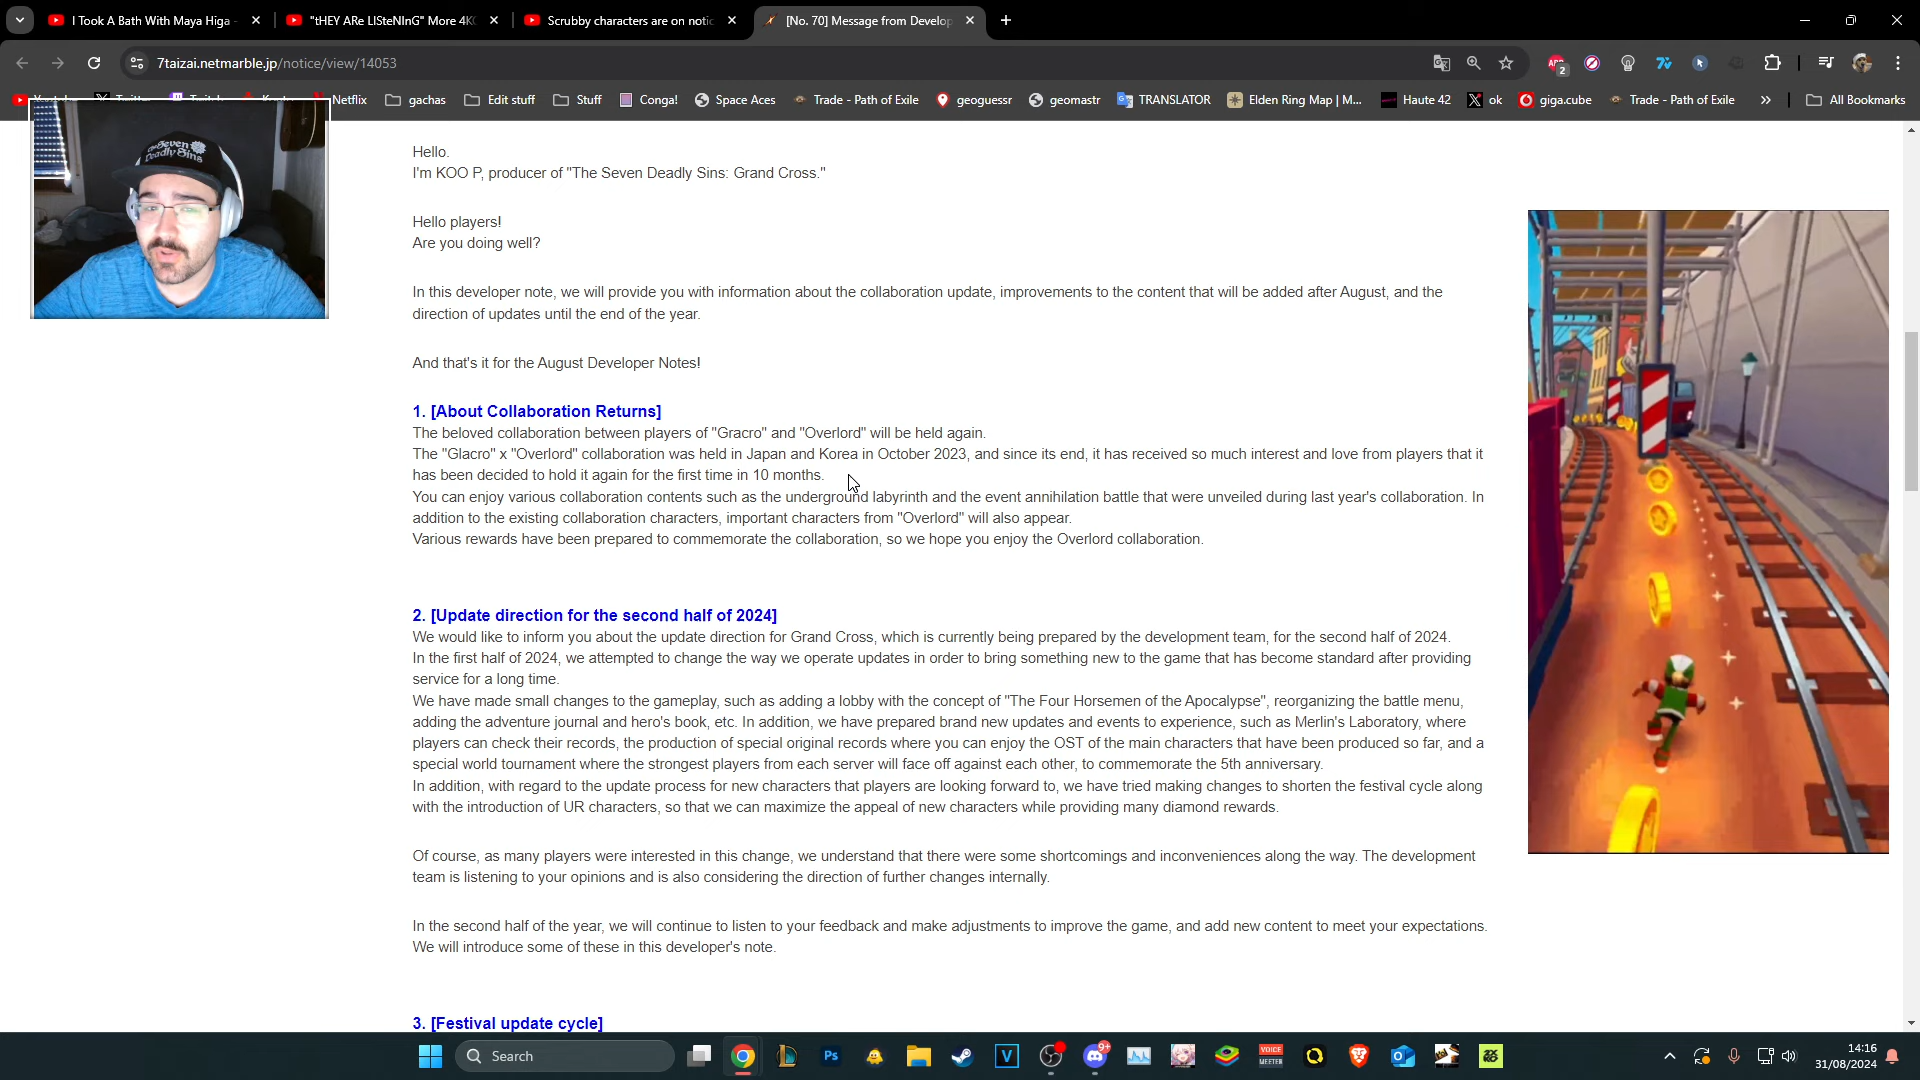 I Took A Bath With Maya Higa -
"tHEY ARe LISteNInG" More 4K
Scrubby characters are on notic
[No. 70] Message from Develop
7taizai.netmarble.jp/notice/view/14053
2
Netflix
gachas
Edit stuff
Stuff
Conga!
Space Aces
Trade - Path of Exile
geoguessr
geomastr
TRANSLATOR
Elden Ring Map | M...
Haute 42
ok
giga.cube
Trade - Path of Exile
All Bookmarks
The Seven
Deadly Sins
Hello.
I'm KOO P, producer of "The Seven Deadly Sins: Grand Cross."
Hello players!
Are you doing well?
In this developer note, we will provide you with information about the collaboration update, improvements to the content that will be added after August, and the
direction of updates until the end of the year.
And that's it for the August Developer Notes!
1. [About Collaboration Returns]
The beloved collaboration between players of "Gracro" and "Overlord" will be held again.
The "Glacro" x "Overlord" collaboration was held in Japan and Korea in October 2023, and since its end, it has received so much interest and love from players that it
has been decided to hold it again for the first time in 10 months.
You can enjoy various collaboration contents such as the underground labyrinth and the event annihilation battle that were unveiled during last year's collaboration. In
addition to the existing collaboration characters, important characters from "Overlord" will also appear.
Various rewards have been prepared to commemorate the collaboration, so we hope you enjoy the Overlord collaboration.
2. [Update direction for the second half of 2024]
We would like to inform you about the update direction for Grand Cross, which is currently being prepared by the development team, for the second half of 2024.
In the first half of 2024, we attempted to change the way we operate updates in order to bring something new to the game that has become standard after providing
service for a long time.
We have made small changes to the gameplay, such as adding a lobby with the concept of "The Four Horsemen of the Apocalypse", reorganizing the battle menu,
adding the adventure journal and hero's book, etc. In addition, we have prepared brand new updates and events to experience, such as Merlin's Laboratory, where
players can check their records, the production of special original records where you can enjoy the OST of the main characters that have been produced so far, and a
special world tournament where the strongest players from each server will face off against each other, to commemorate the 5th anniversary.
In addition, with regard to the update process for new characters that players are looking forward to, we have tried making changes to shorten the festival cycle along
with the introduction of UR characters, so that we can maximize the appeal of new characters while providing many diamond rewards.
Of course, as many players were interested in this change, we understand that there were some shortcomings and inconveniences along the way. The development
team is listening to your opinions and is also considering the direction of further changes internally.
In the second half of the year, we will continue to listen to your feedback and make adjustments to improve the game, and add new content to meet your expectations.
We will introduce some of these in this developer's note.
3. [Festival update cycle]
Search
Ps
9+
VOICE
MEETER
14:16
31/08/2024